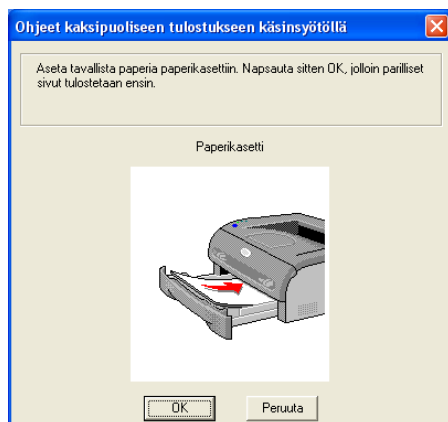 Ohjeet kaksipuoliseen tulostukseen käsinsyötöllä
Aseta tavallista paperia paperikasettiin. Napsauta sitten OK, jolloin parilliset
sivut tulostetaan ensin.
Paperikasetti
OK
Peruuta